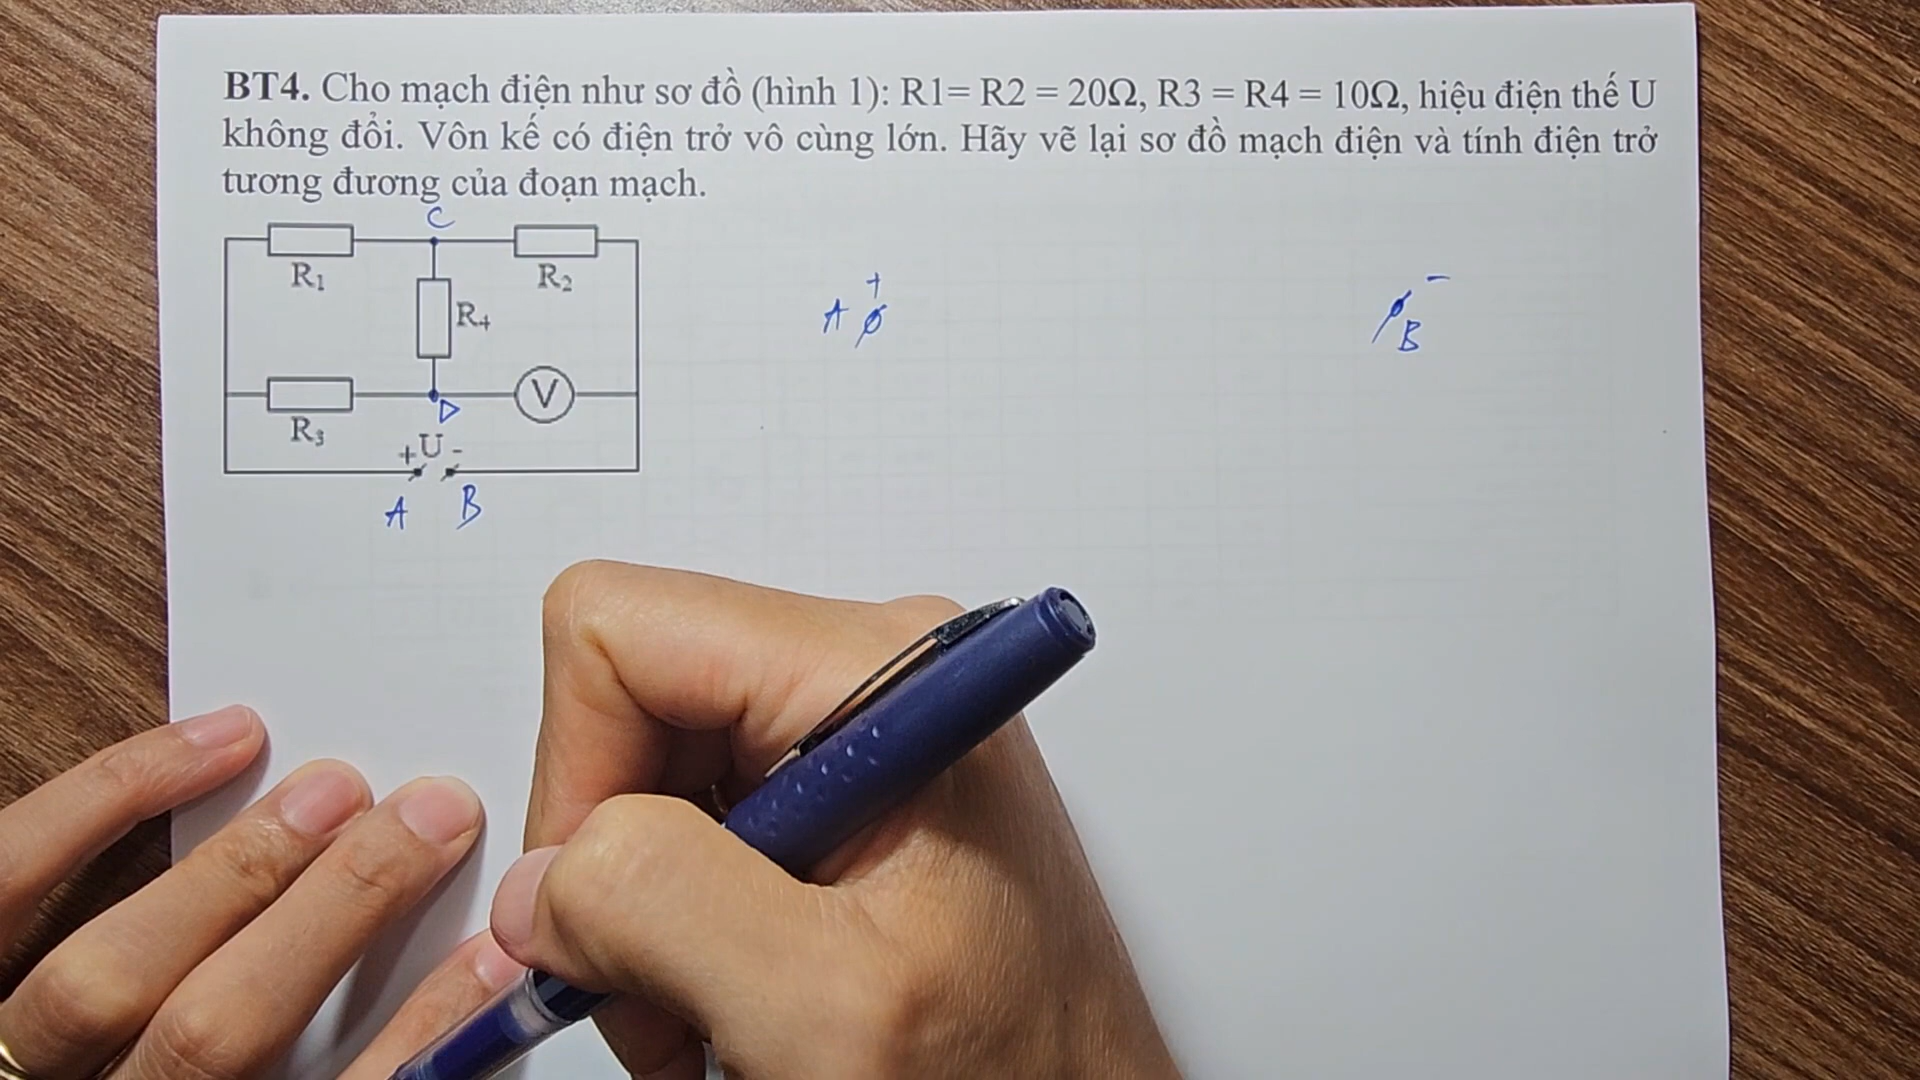 BT4. Cho mạch điện như sơ đồ (hình 1): R1= R2 = 20Ω, R3 = R4 = 10Ω, hiệu điện thế U
không đổi. Vôn kế có điện trở vô cùng lớn. Hãy vẽ lại sơ đồ mạch điện và tính điện trở
tương đương của đoạn mạch.
C
R1
R2
R4
V
D
R3
+U-
A B
+
A
-
B